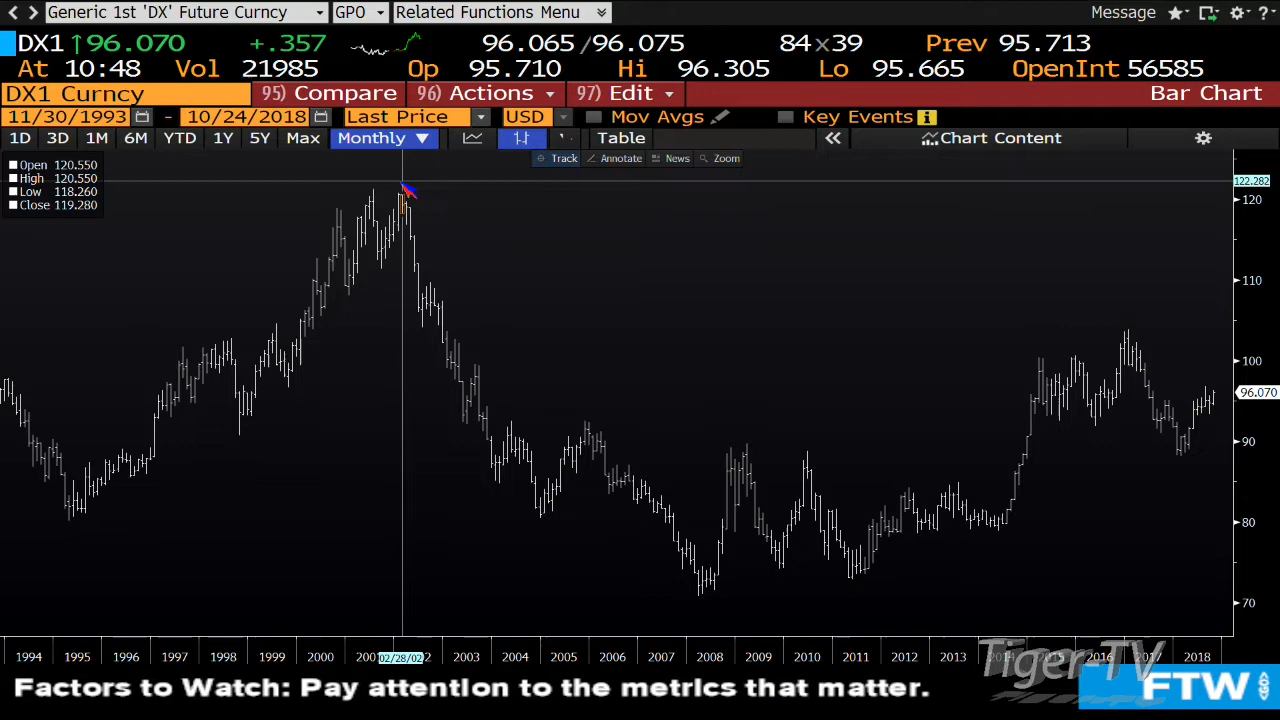 Generic 1st 'DX' Future Curncy GPO Related Functions Menu Message ?
DX1 ↑96.070 +.357 96.065/96.075 84x39 Prev 95.713
At 10:48 Vol 21985 Op 95.710 Hi 96.305 Lo 95.665 OpenInt 56585
DX1 Curncy 95) Compare 96) Actions 97) Edit Bar Chart
11/30/1993 - 10/24/2018 Last Price USD Mov Avgs Key Events
1D 3D 1M 6M YTD 1Y 5Y Max Monthly ▼ Table « Chart Content
Track Annotate News Zoom
Open 120.550
High 120.550
Low 118.260
Close 119.280
122.282
120
110
100
96.070
90
80
70
1994 1995 1996 1997 1998 1999 2000 2001 02/28/02 2 2003 2004 2005 2006 2007 2008 2009 2010 2011 2012 2013 2014 2015 2016 2017 2018
Tiger-TV
Factors to Watch: Pay attention to the metrics that matter.
FTW